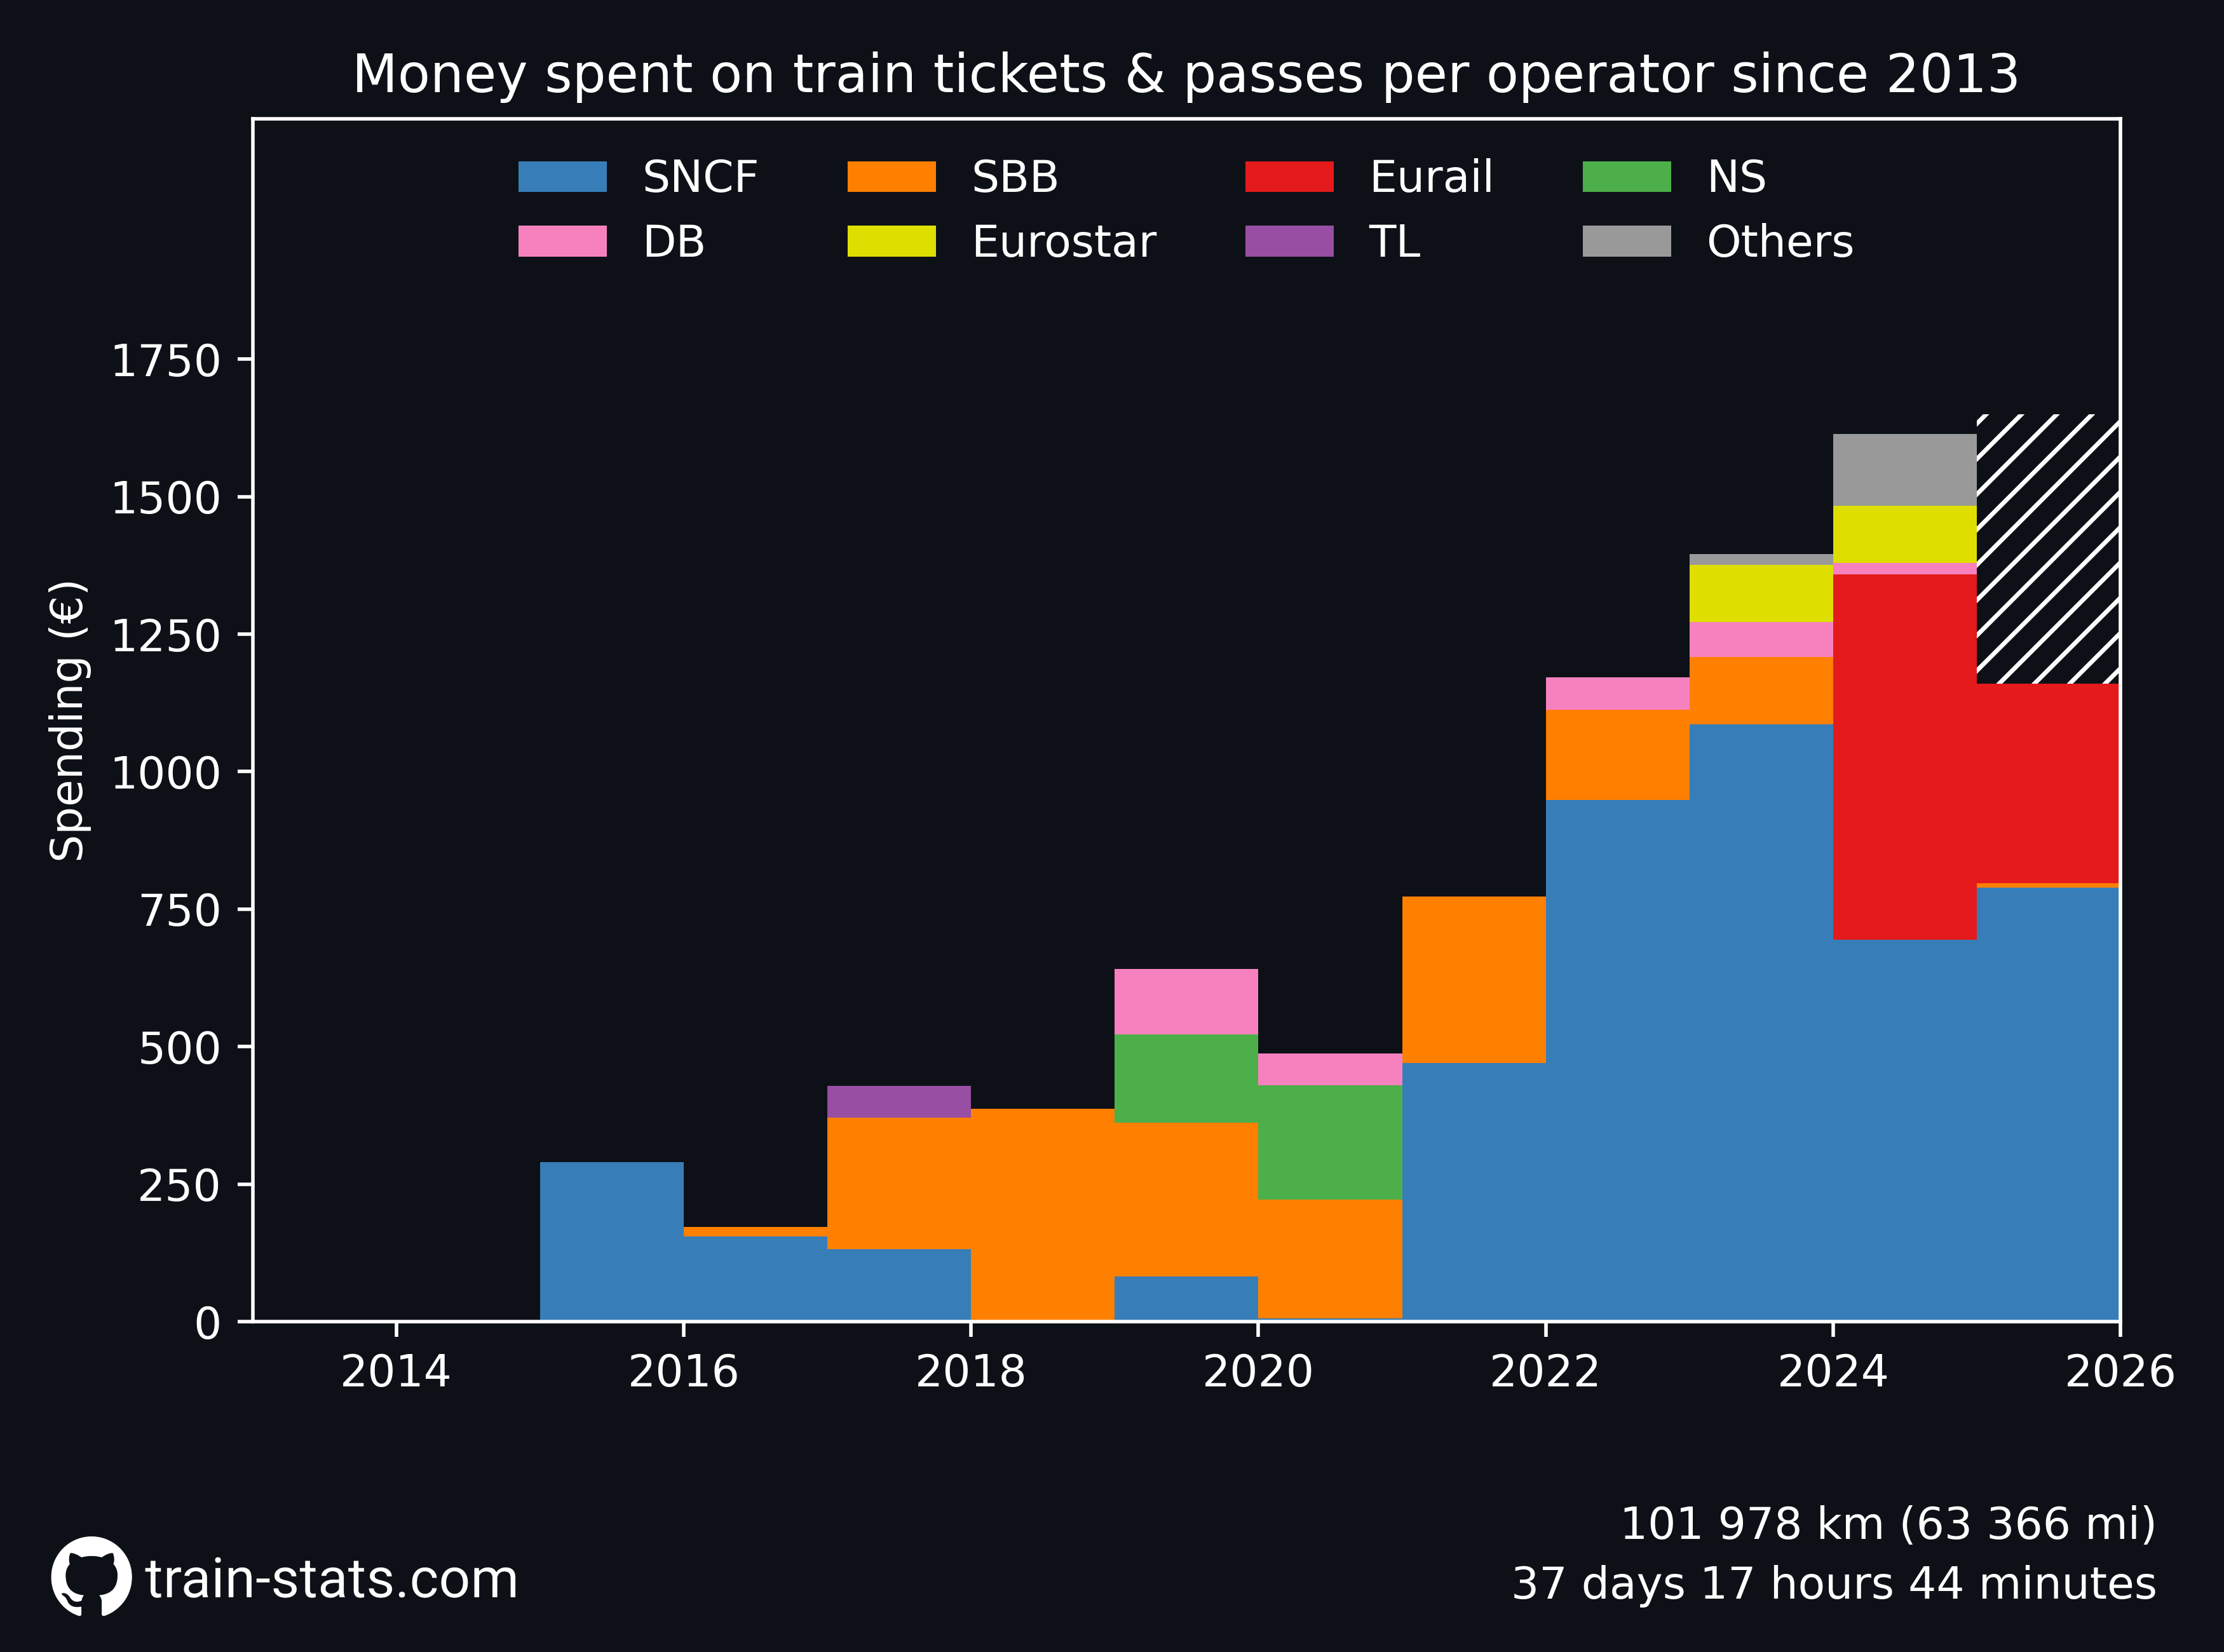 Money spent on train tickets & passes per operator since 2013
SNCF SBB Eurail NS
DB Eurostar TL Others
Spending (€)
1750
1500
1250
1000
750
500
250
0
2014 2016 2018 2020 2022 2024 2026
101 978 km (63 366 mi)
train-stats.com
37 days 17 hours 44 minutes